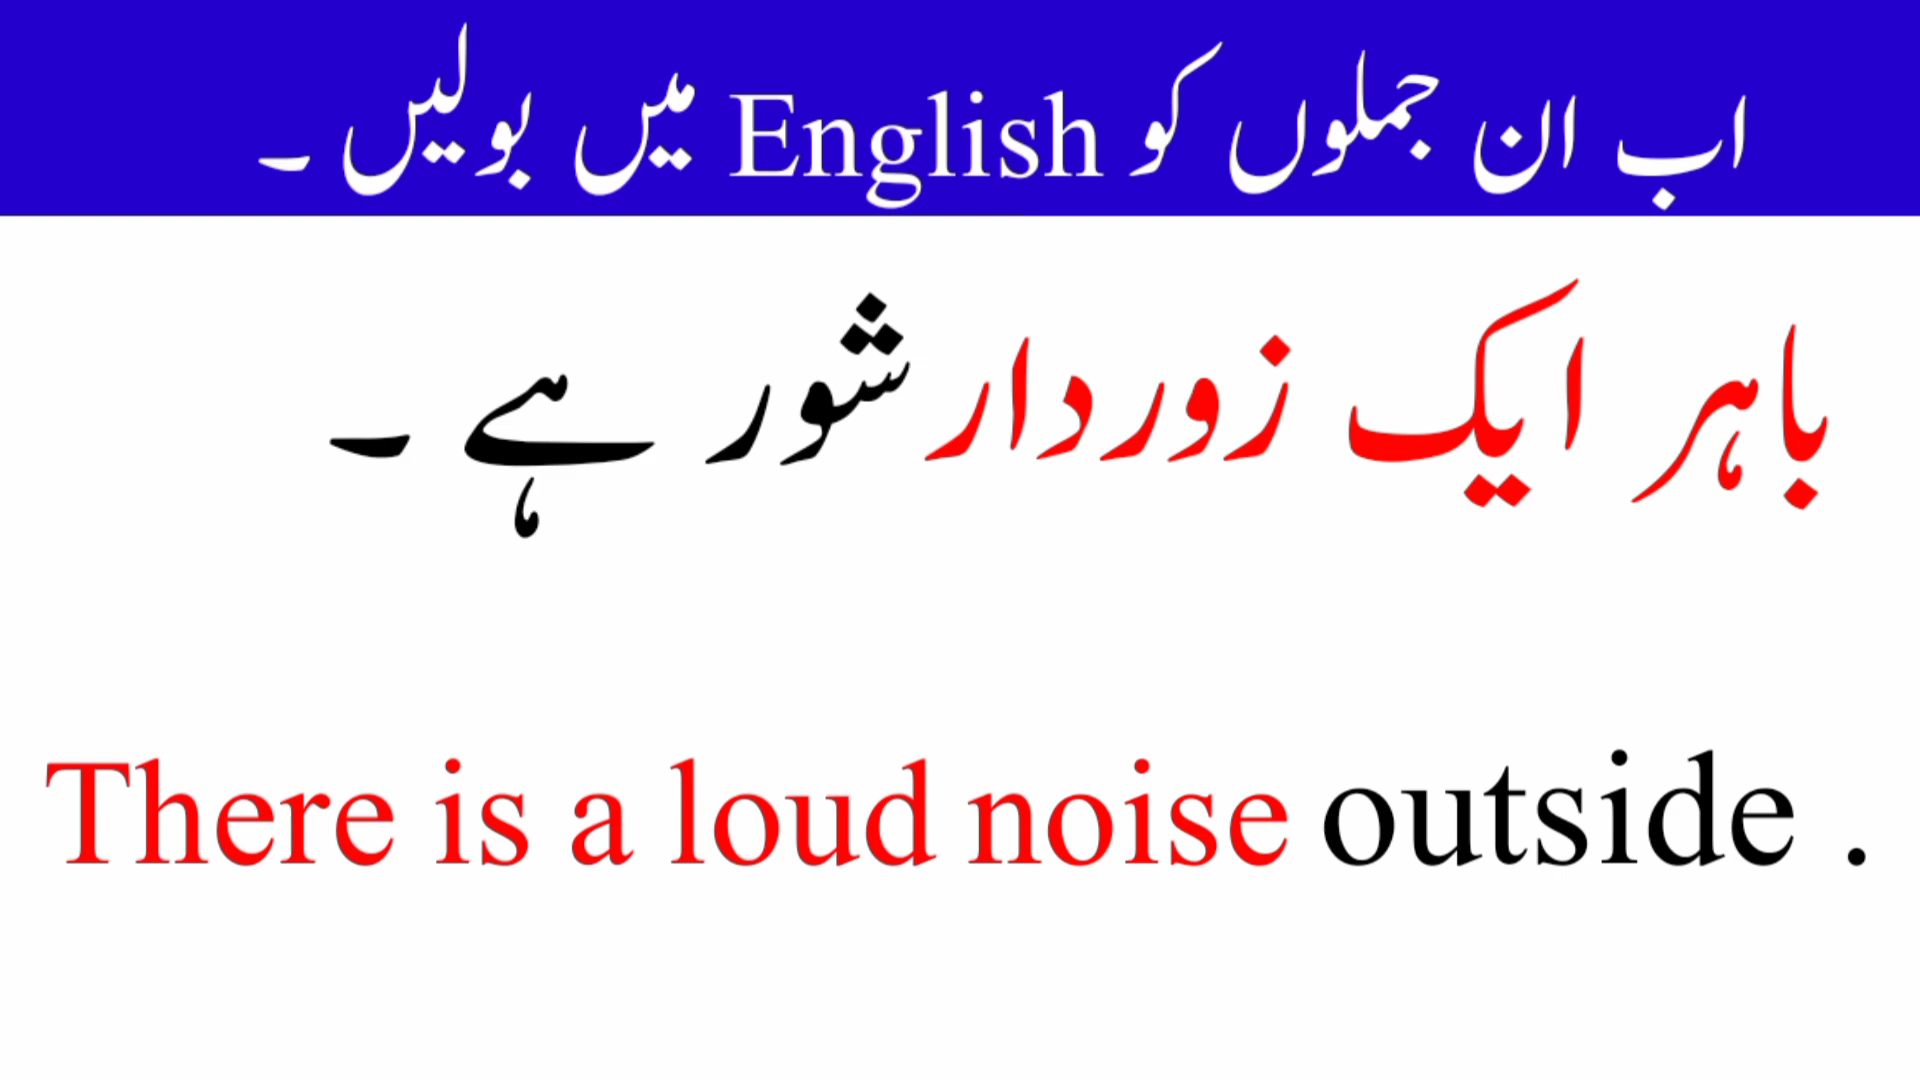 اب ان جملوں کو English میں بولیں ۔
باہر ایک زوردار شور ہے ۔
There is a loud noise outside .